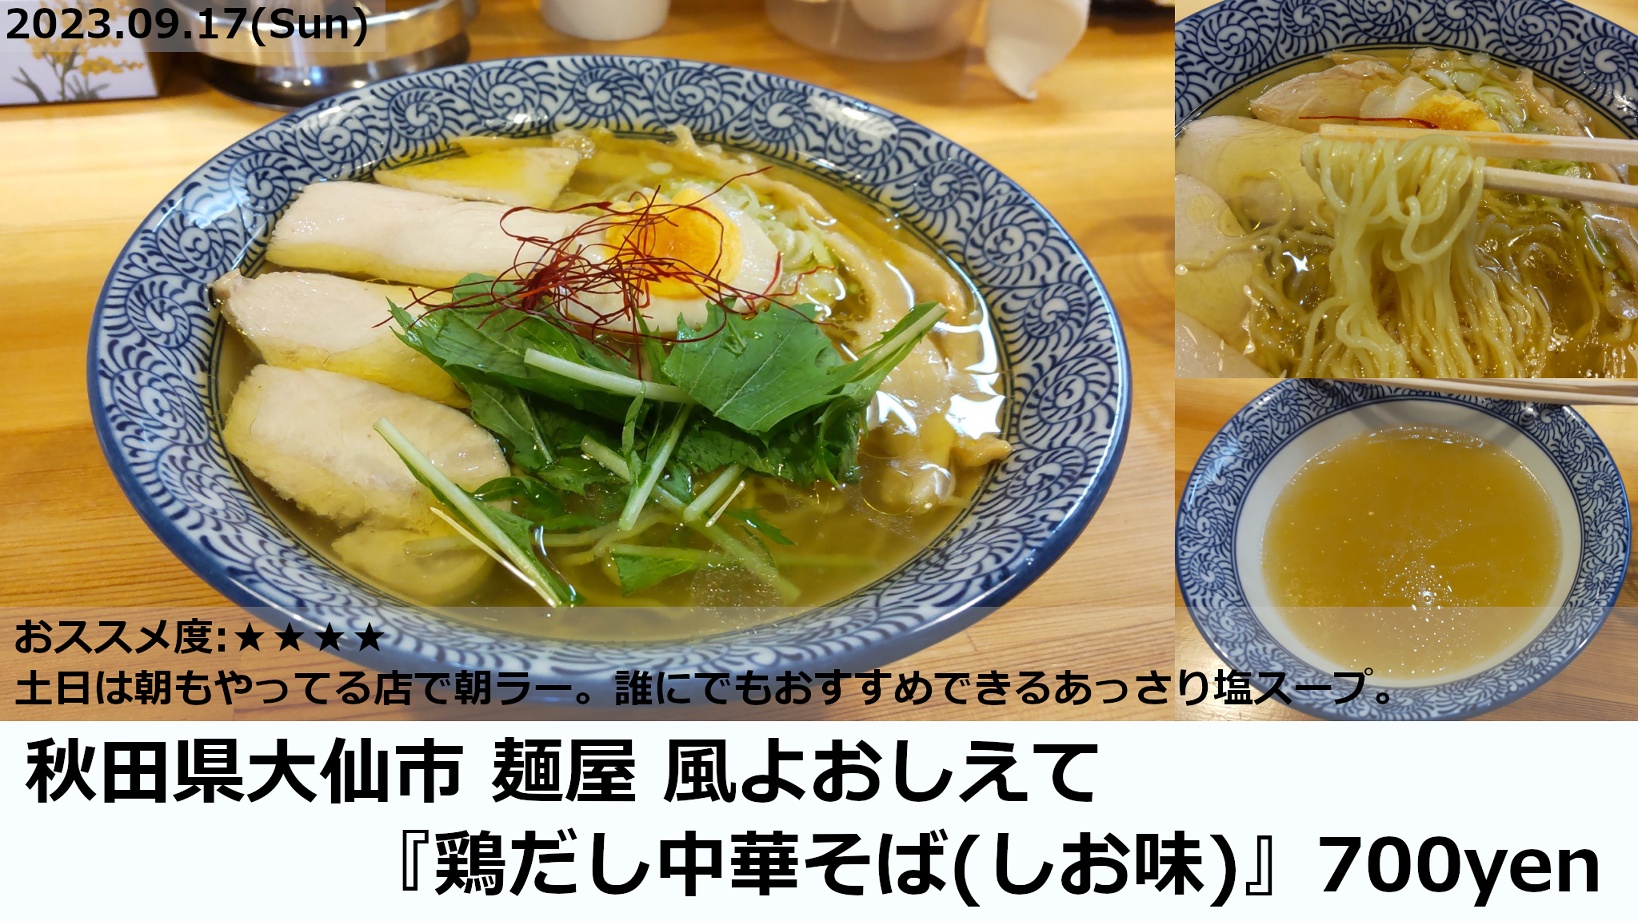 2023.09.17(Sun)
おススメ度:★★★★
土日は朝もやってる店で朝ラー。誰にでもおすすめできるあっさり塩スープ。
秋田県大仙市 麺屋 風よおしえて
『鶏だし中華そば(しお味)』700yen